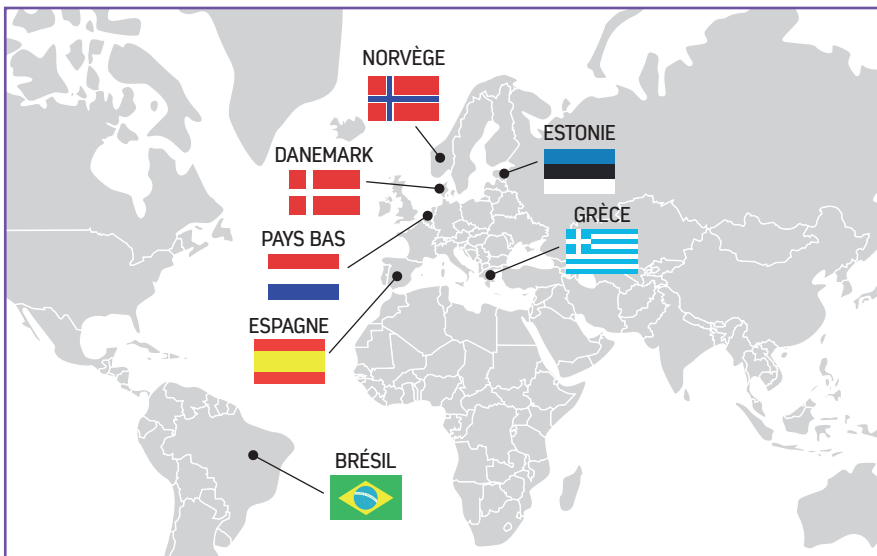 NORVÈGE
ESTONIE
DANEMARK
GRÈCE
PAYS BAS
ESPAGNE
BRÉSIL